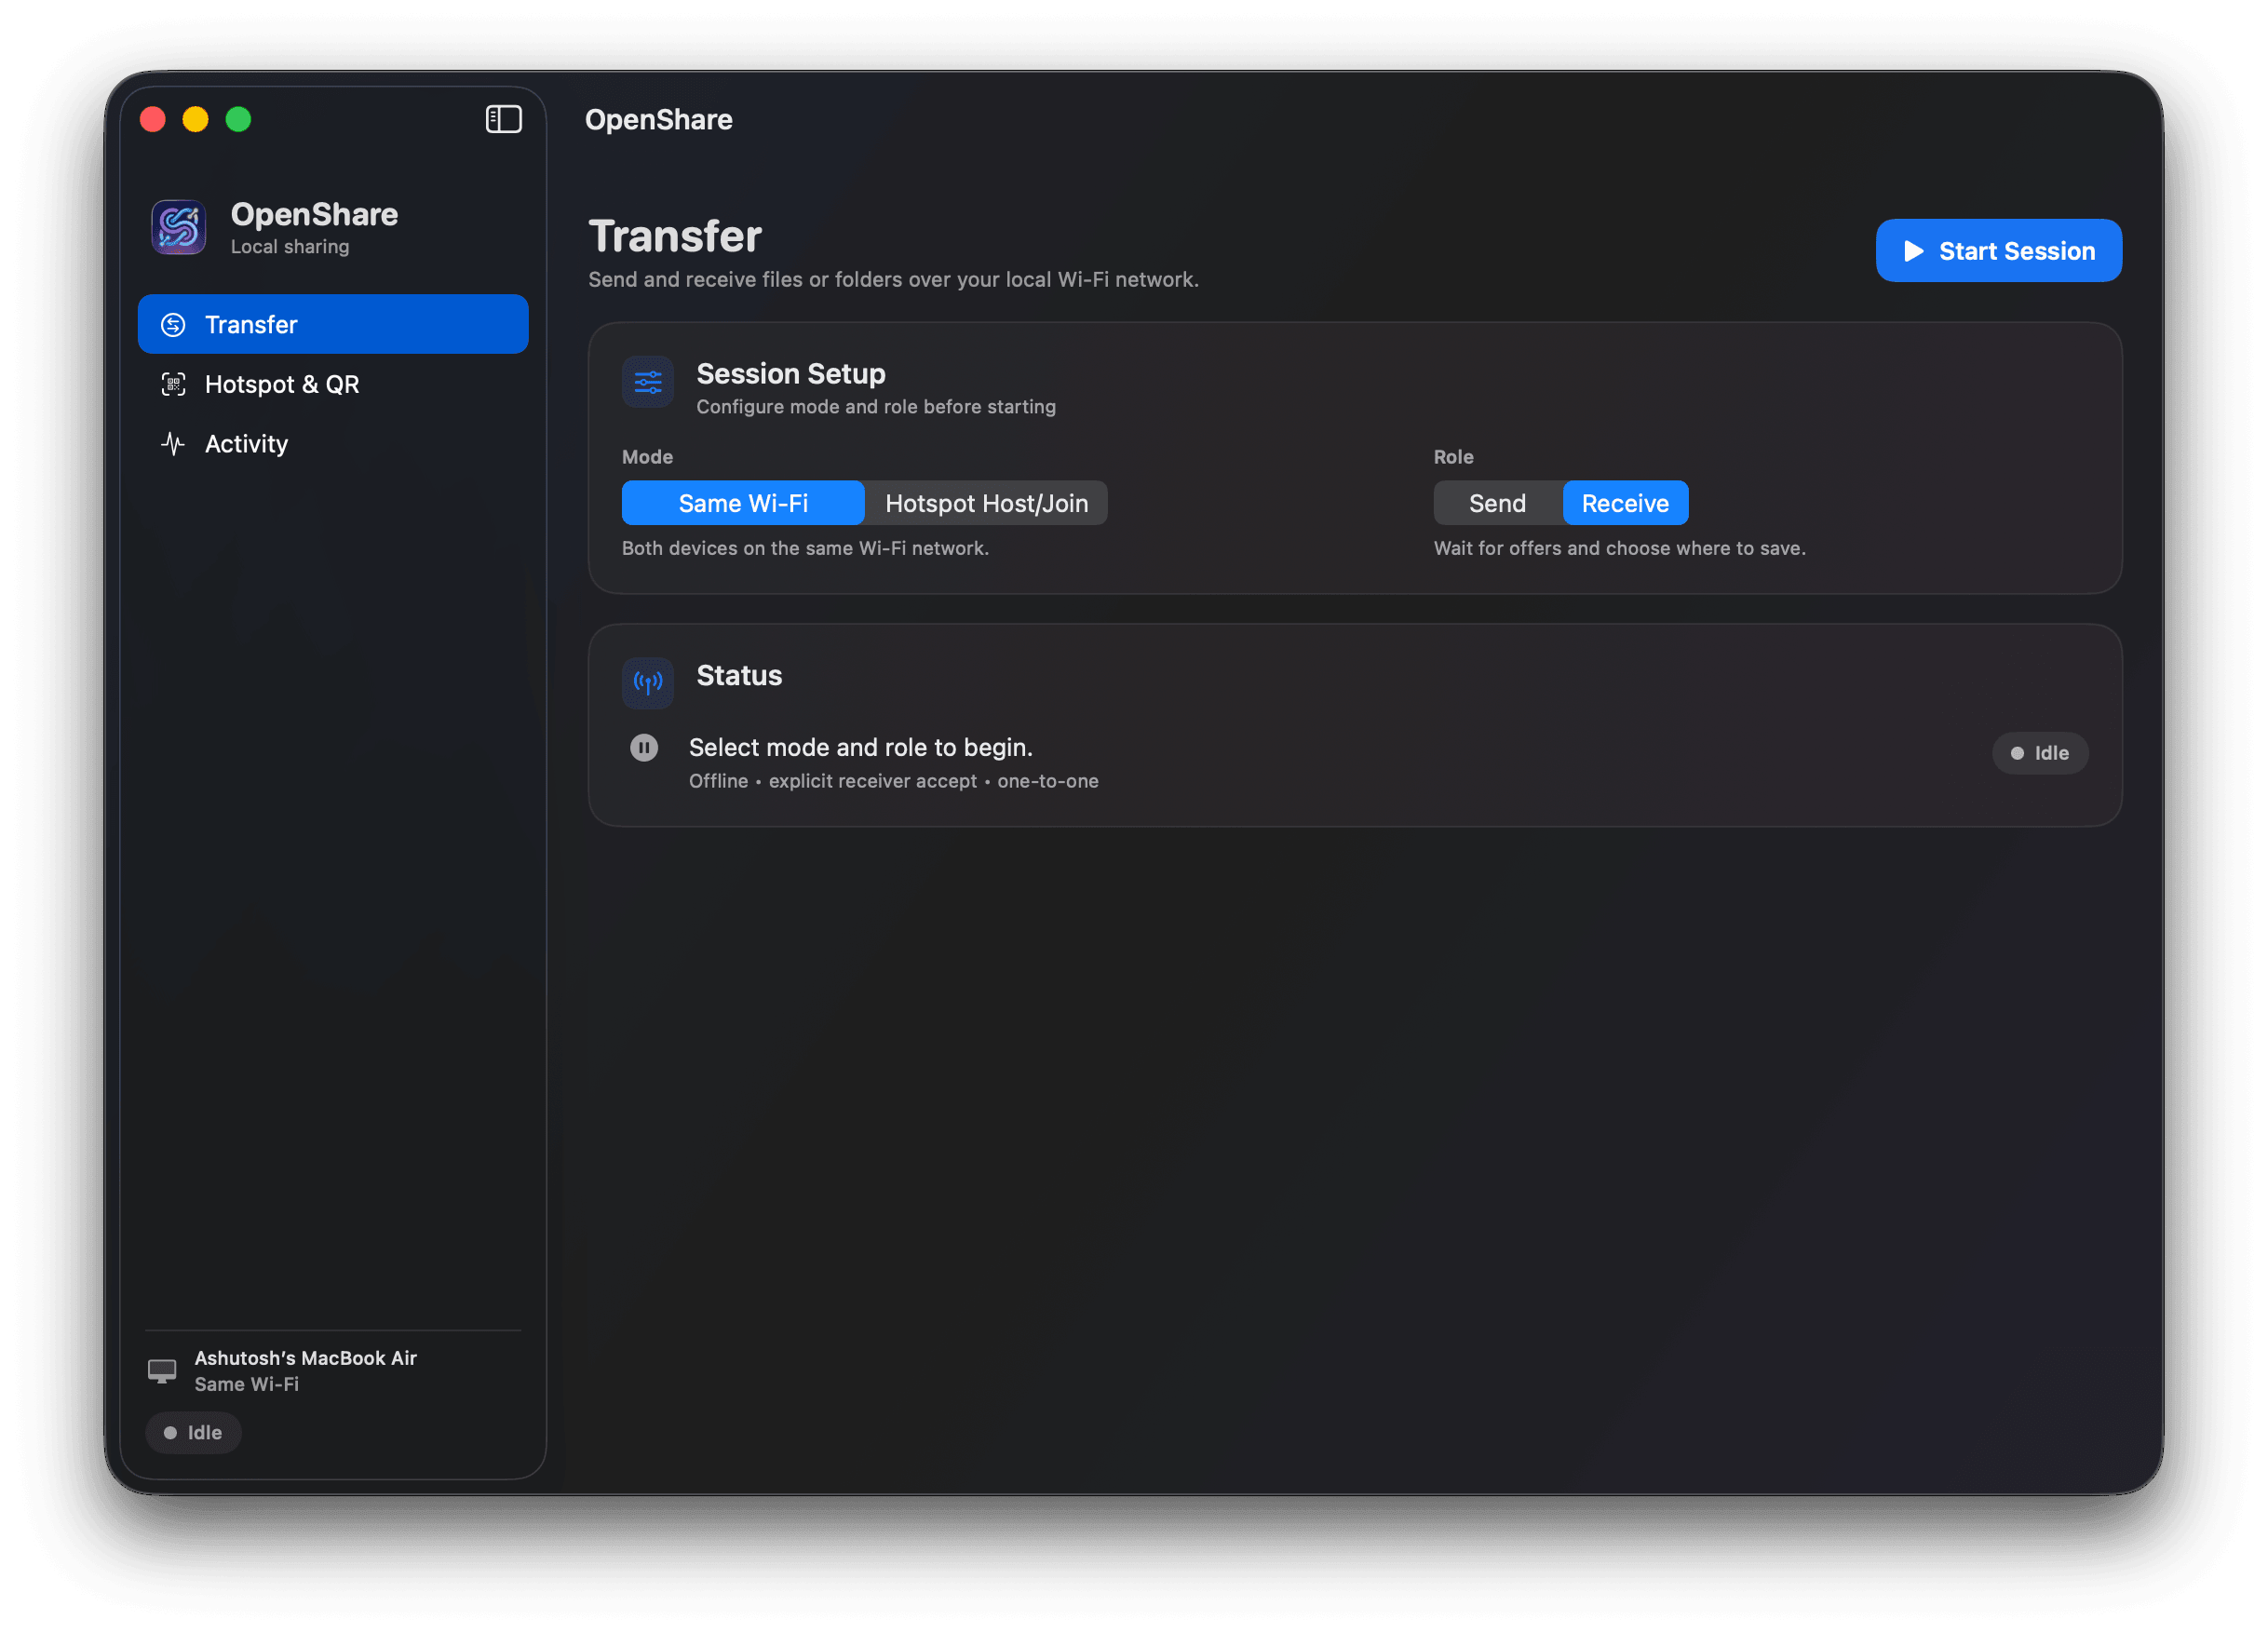 OpenShare
OpenShare
Local sharing
Transfer
Hotspot & QR
Activity
Ashutosh’s MacBook Air
Same Wi-Fi
Idle
Transfer
Send and receive files or folders over your local Wi-Fi network.
Start Session
Session Setup
Configure mode and role before starting
Mode
Same Wi-Fi
Hotspot Host/Join
Both devices on the same Wi-Fi network.
Role
Send
Receive
Wait for offers and choose where to save.
Status
Select mode and role to begin.
Offline • explicit receiver accept • one-to-one
Idle